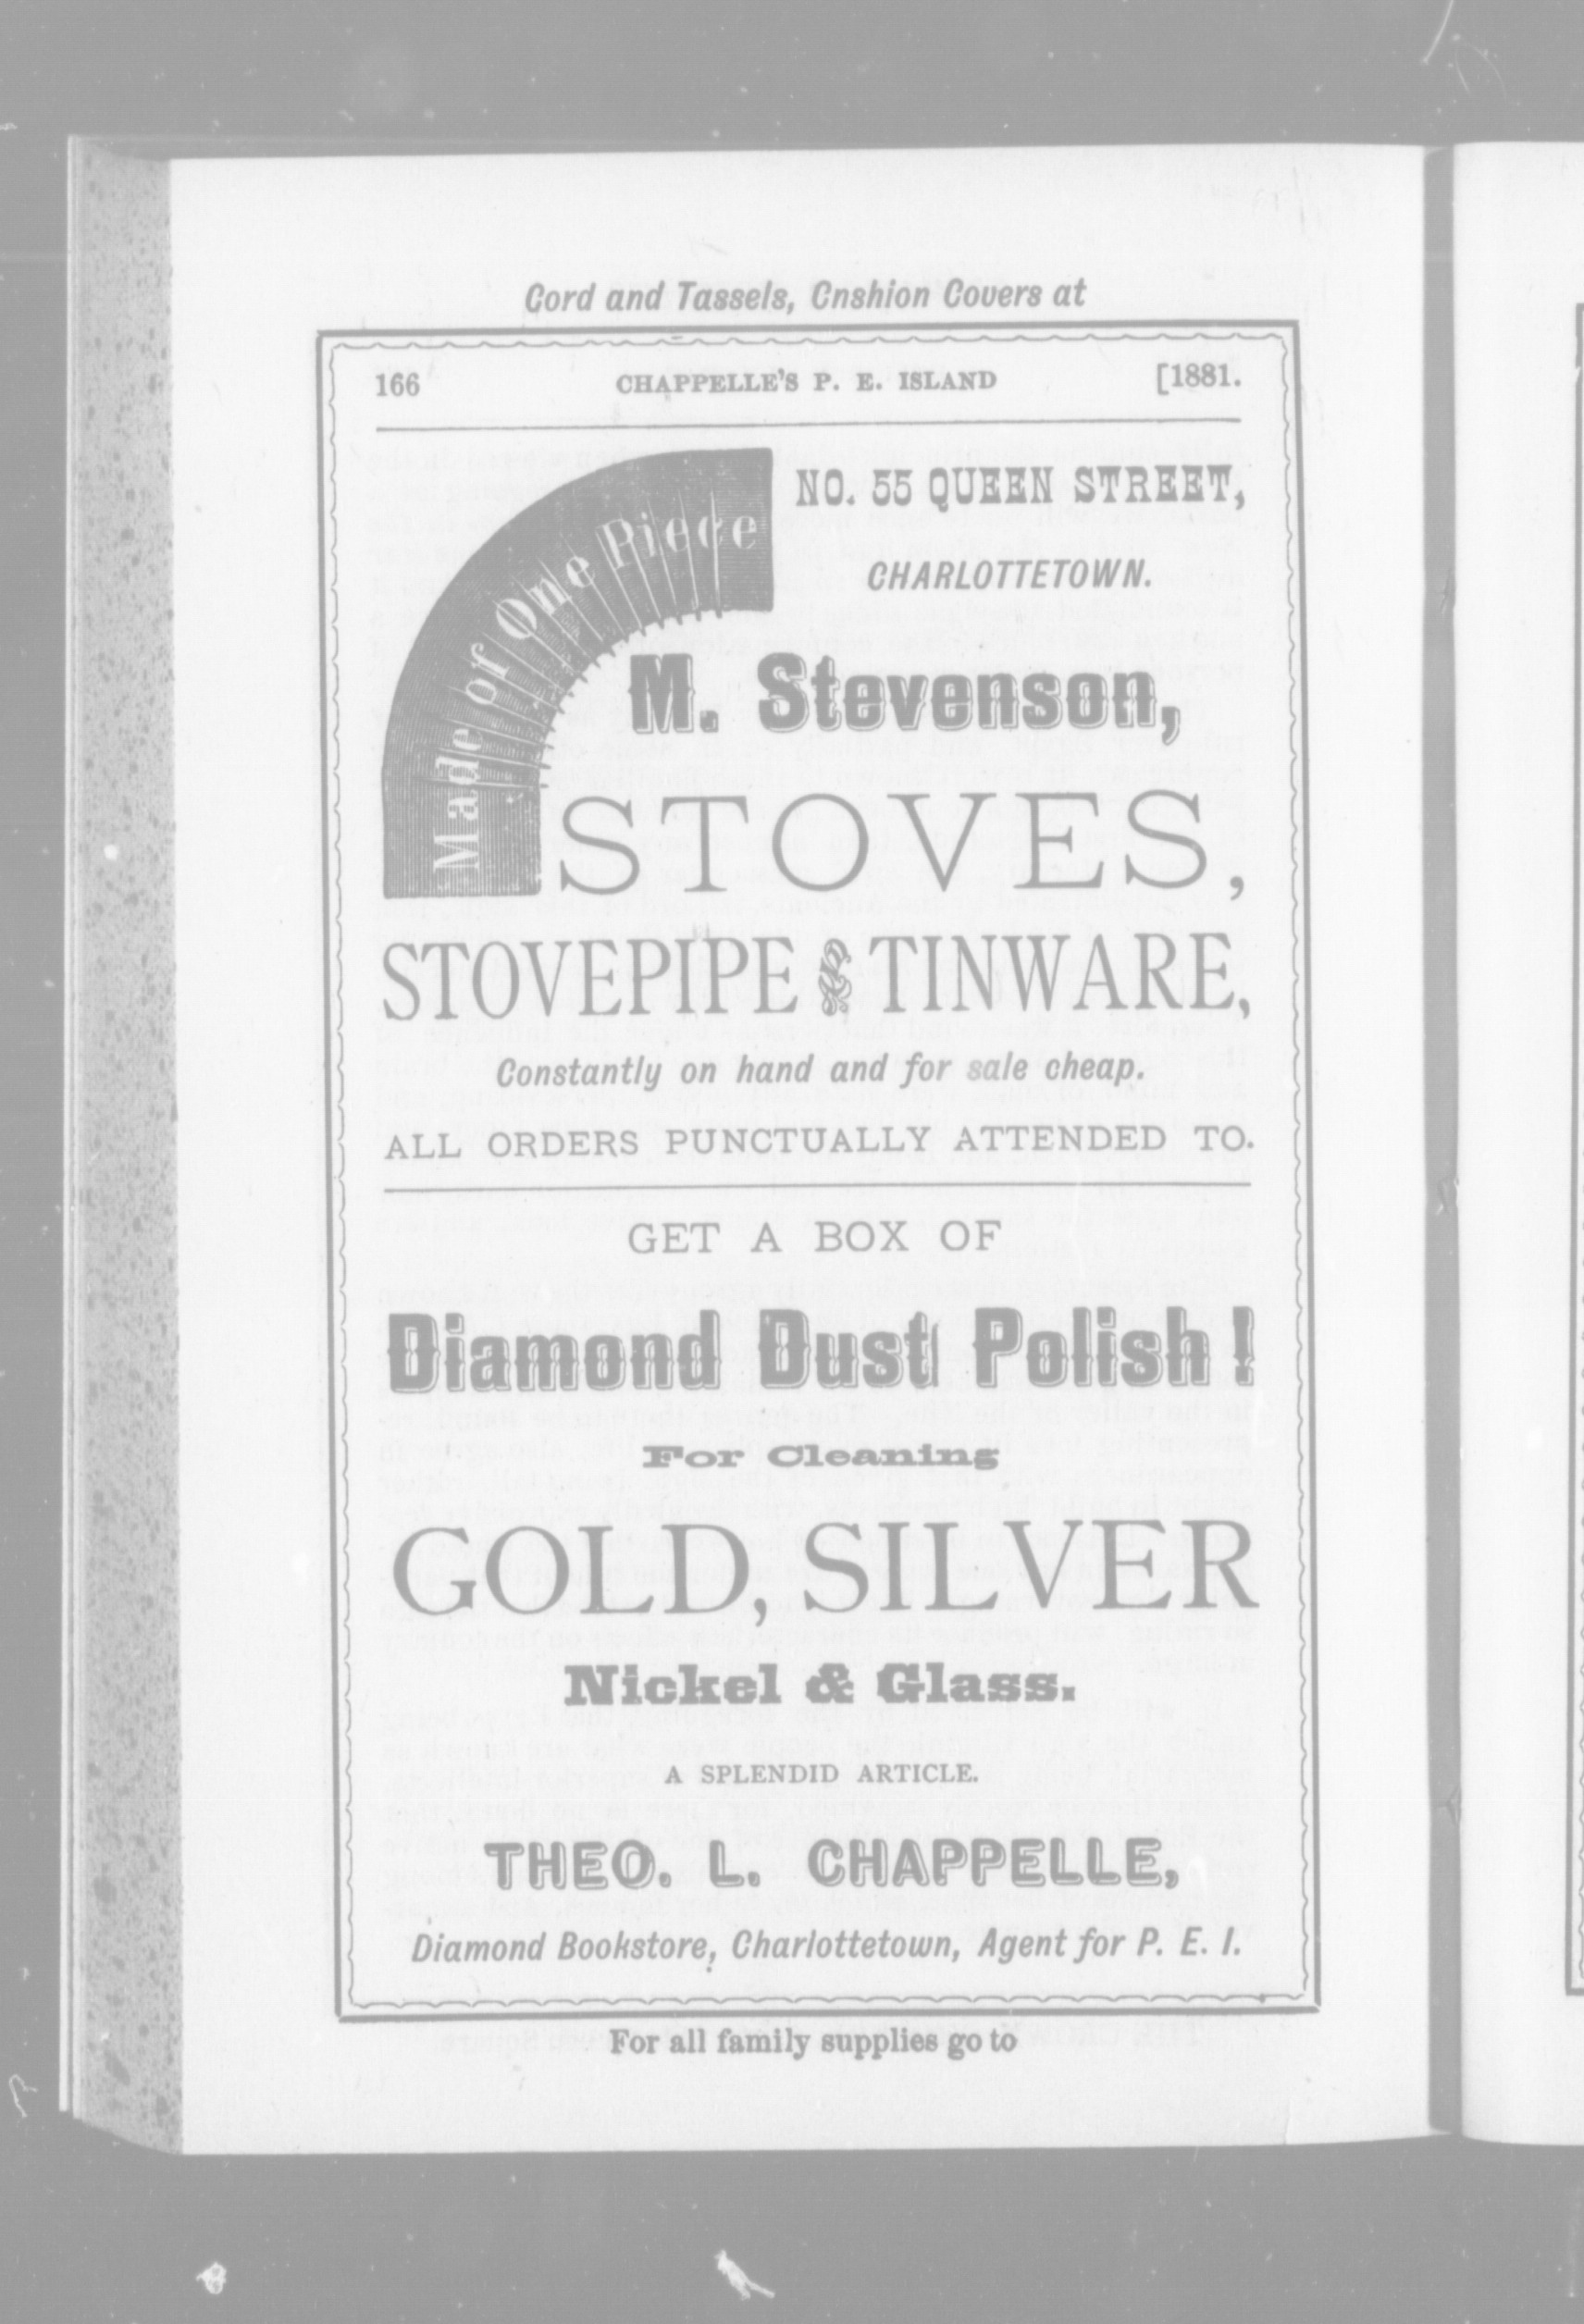 Cord and Tassels, Cnshion Covers at
166 CHAPPELLE'S P. E. ISLAND [1881.
Made of One Piece
NO. 55 QUEEN STREET,
CHARLOTTETOWN.
M. Stevenson,
STOVES,
STOVEPIPE & TINWARE,
Constantly on hand and for sale cheap.
ALL ORDERS PUNCTUALLY ATTENDED TO.
GET A BOX OF
Diamond Dust Polish!
For Cleaning
GOLD, SILVER
Nickel & Glass.
A SPLENDID ARTICLE.
THEO. L. CHAPPELLE,
Diamond Bookstore, Charlottetown, Agent for P. E. I.
For all family supplies go to